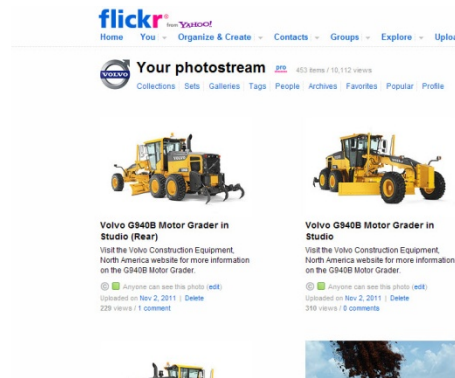 flickr from YAHOO!
Home You Organize & Create Contacts Groups Explore Uploa
VOLVO
Your photostream pro 453 items / 10,112 views
Collections Sets Galleries Tags People Archives Favorites Popular Profile
Volvo G940B Motor Grader in
Studio (Rear)
Visit the Volvo Construction Equipment,
North America website for more information
on the G940B Motor Grader.
© Anyone can see this photo (edit)
Uploaded on Nov 2, 2011 | Delete
229 views / 1 comment
Volvo G940B Motor Grader in
Studio
Visit the Volvo Construction Equipment,
North America website for more information
on the G940B Motor Grader.
© Anyone can see this photo (edit)
Uploaded on Nov 2, 2011 | Delete
310 views / 0 comments